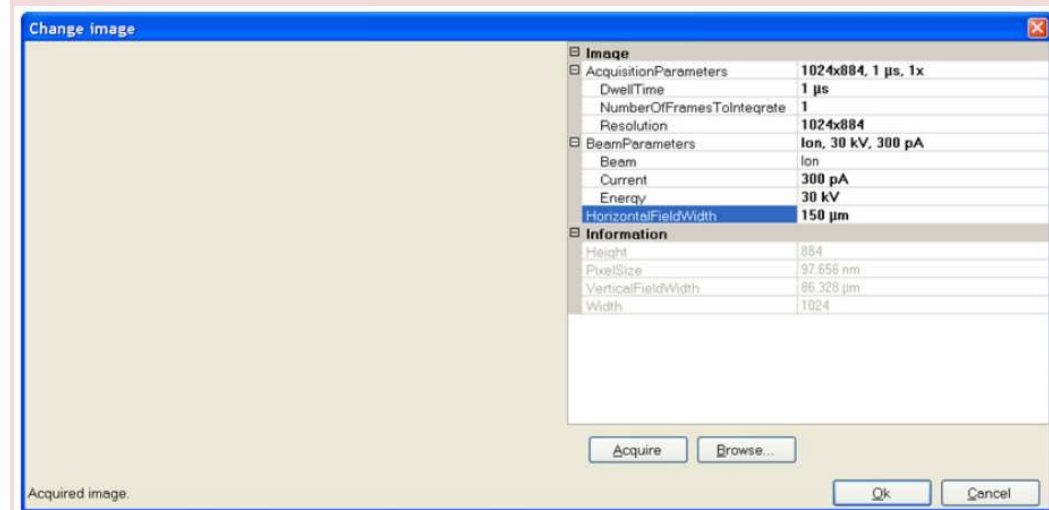 Change image
Image
AcquisitionParameters 1024x884, 1 µs, 1x
DwellTime 1 µs
NumberOfFramesToIntegrate 1
Resolution 1024x884
BeamParameters Ion, 30 kV, 300 pA
Beam Ion
Current 300 pA
Energy 30 kV
HorizontalFieldWidth 150 µm
Information
Height 884
PixelSize 97.656 nm
VerticalFieldWidth 86.328 µm
Width 1024
Acquire Browse...
Acquired image. Ok Cancel